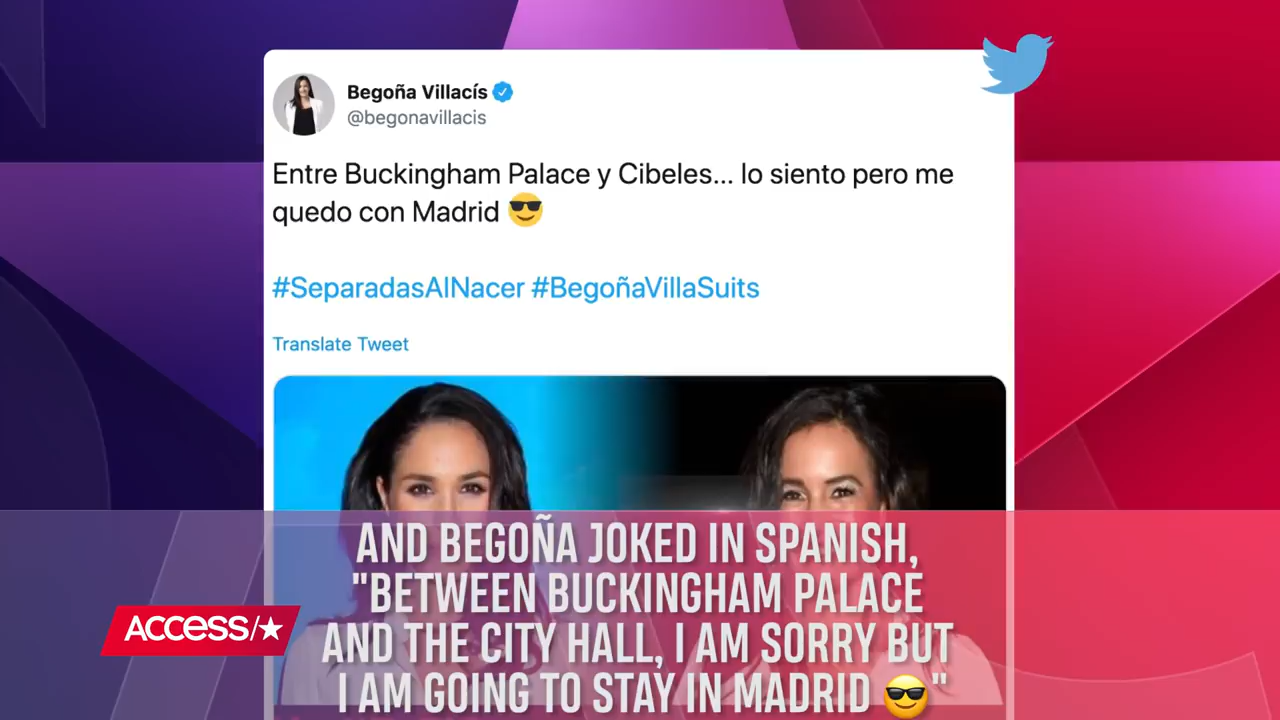 Begoña Villacís
@begonavillacis
Entre Buckingham Palace y Cibeles... lo siento pero me
quedo con Madrid 😎
#SeparadasAlNacer #BegoñaVillaSuits
Translate Tweet
AND BEGOÑA JOKED IN SPANISH,
"BETWEEN BUCKINGHAM PALACE
AND THE CITY HALL, I AM SORRY BUT
I AM GOING TO STAY IN MADRID 😎"
ACCESS/★